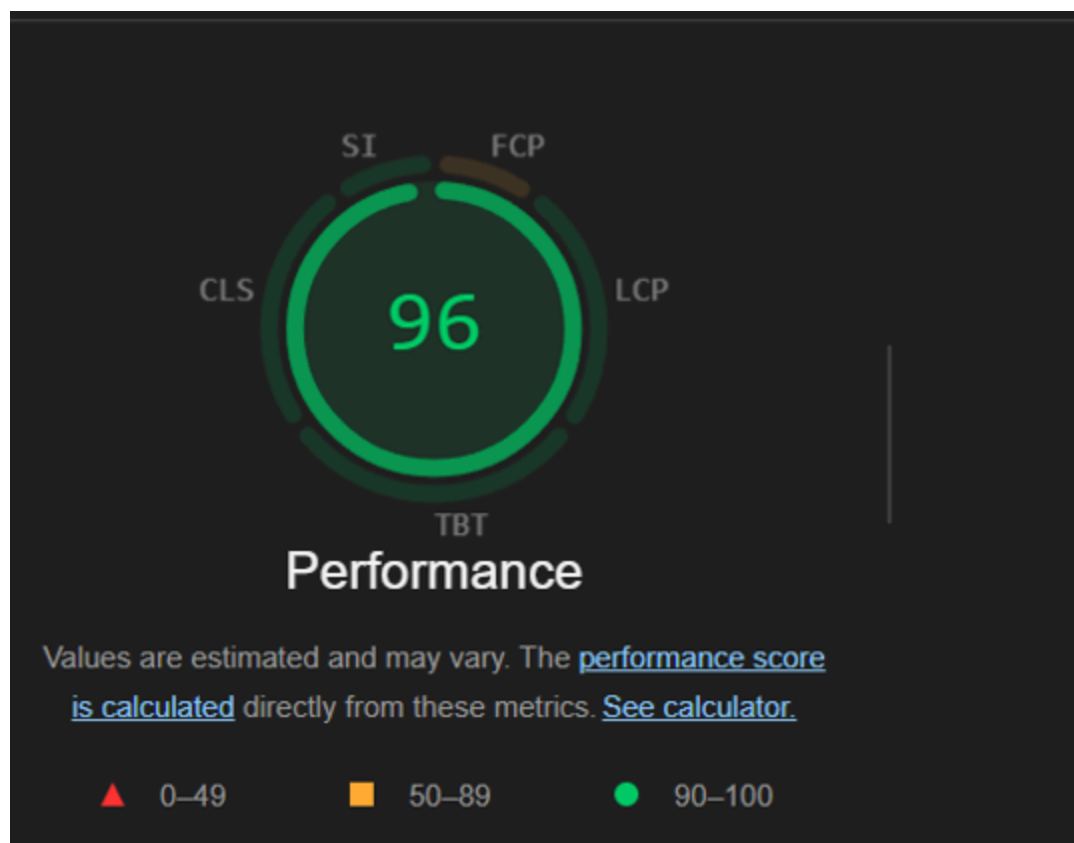 SI
FCP
CLS
LCP
96
TBT
Performance
Values are estimated and may vary. The performance score
is calculated directly from these metrics. See calculator.
0–49
50–89
90–100